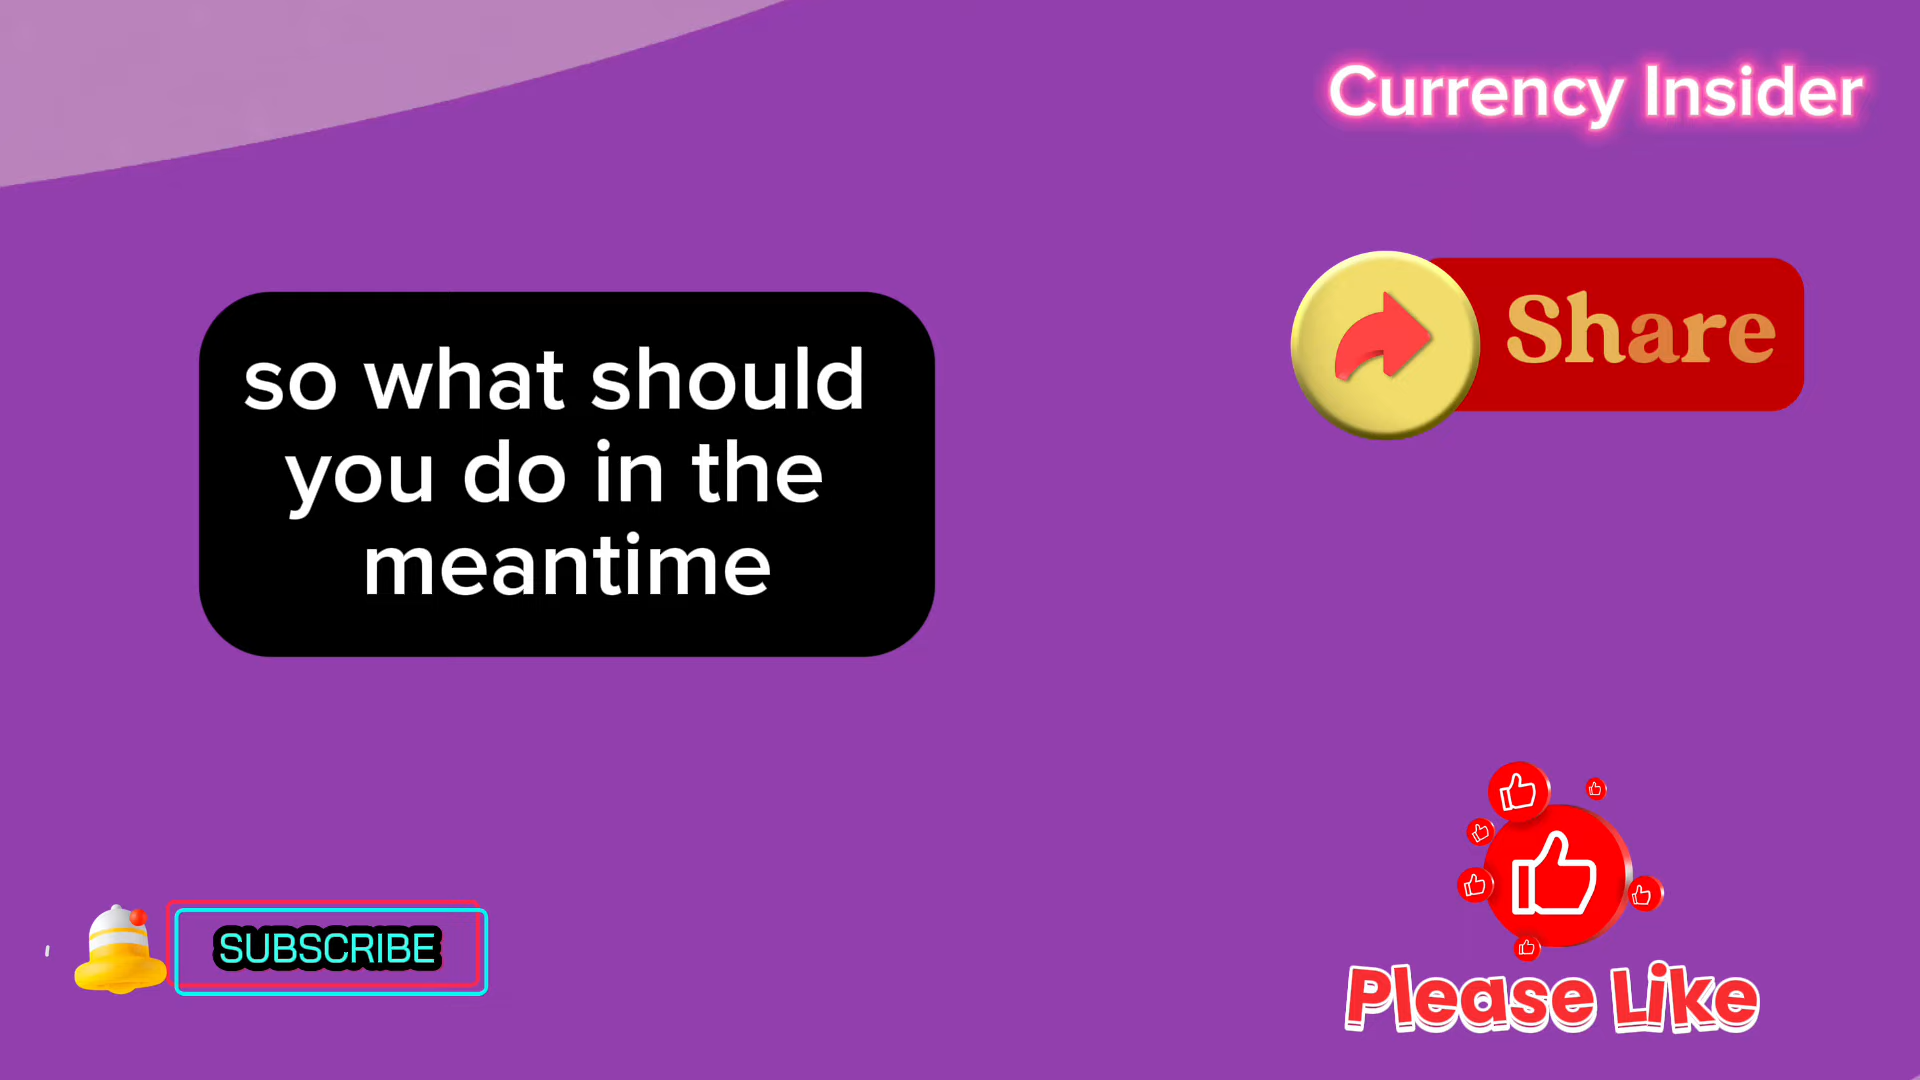 Currency Insider
Share
so what should
you do in the
meantime
SUBSCRIBE
Please Like